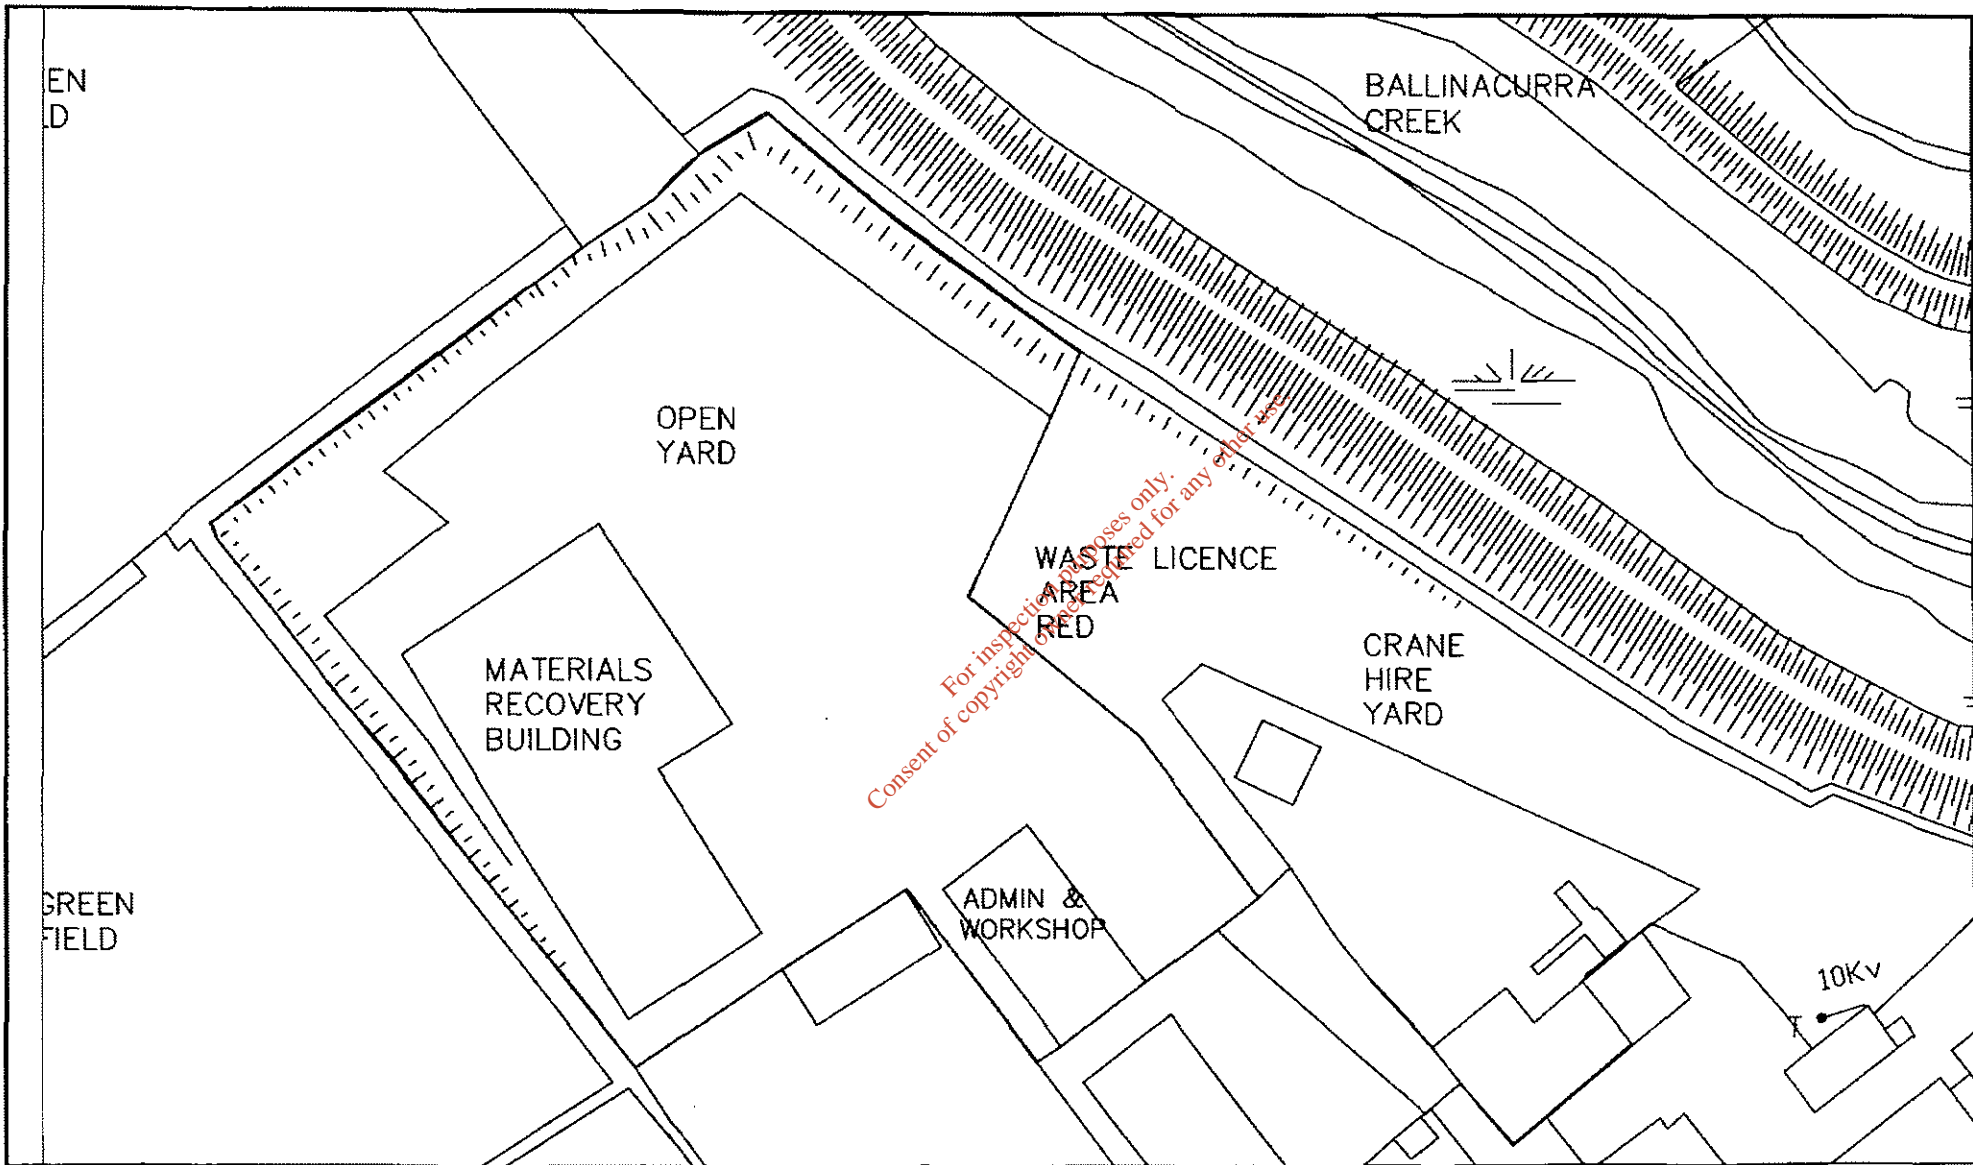 EN
LD
BALLINACURRA
CREEK
OPEN
YARD
WASTE LICENCE
AREA
RED
CRANE
HIRE
YARD
MATERIALS
RECOVERY
BUILDING
ADMIN &
WORKSHOP
GREEN
FIELD
10Kv
T
For inspection purposes only.
Consent of copyright owner required for any other use.